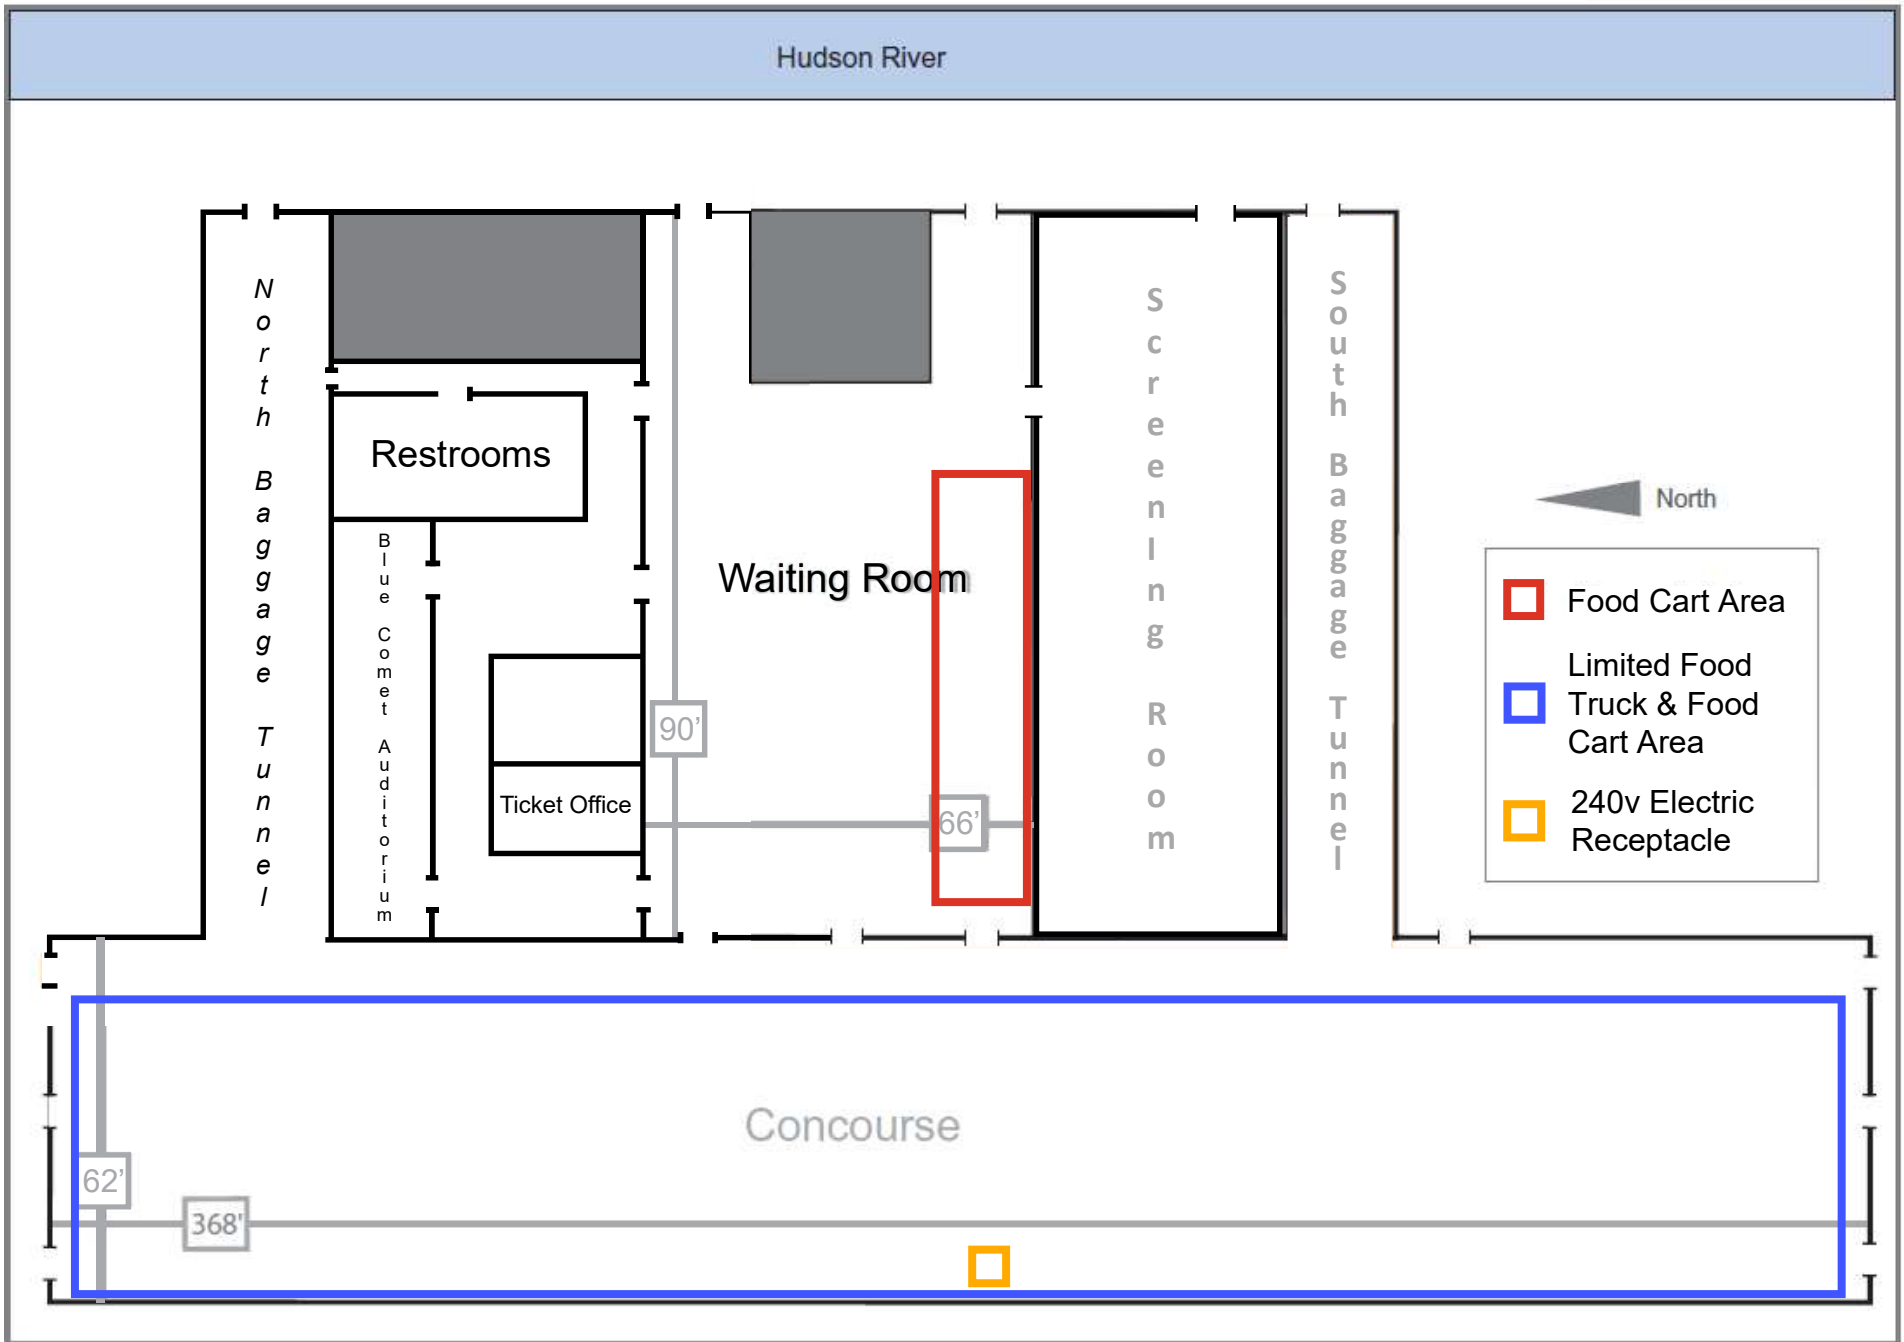 Hudson River
North Baggage Tunnel
Restrooms
Blue Comet Auditorium
Ticket Office
90'
Waiting Room
66'
ScreenIng Room
South Baggage Tunnel
North
Food Cart Area
Limited Food
Truck & Food
Cart Area
240v Electric
Receptacle
Concourse
62'
368'